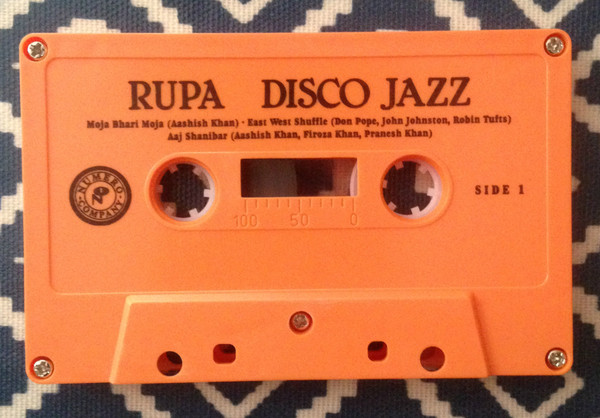 RUPA DISCO JAZZ
Moja Bhari Moja (Aashish Khan) · East West Shuffle (Don Pope, John Johnston, Robin Tufts)
Aaj Shanibar (Aashish Khan, Firoza Khan, Pranesh Khan)
NUMERO
COMPANY
SIDE 1
100 50 0